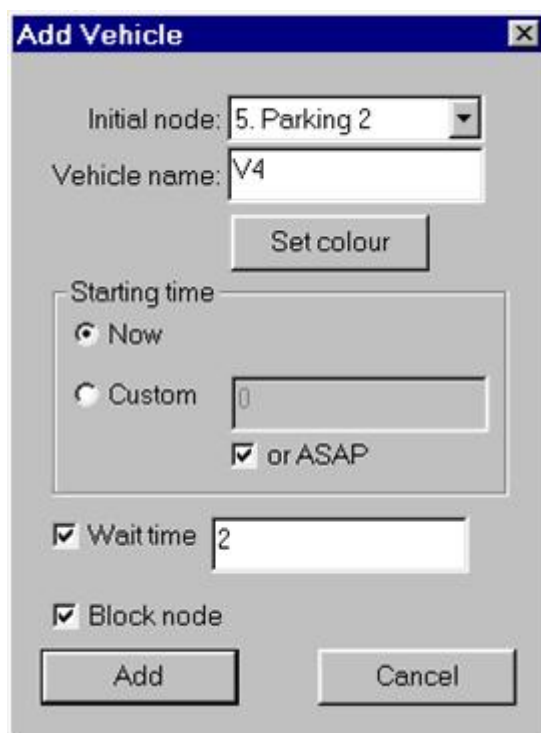 Add Vehicle
Initial node: 5. Parking 2
Vehicle name: V4
Set colour
Starting time
Now
Custom 0
or ASAP
Wait time 2
Block node
Add Cancel